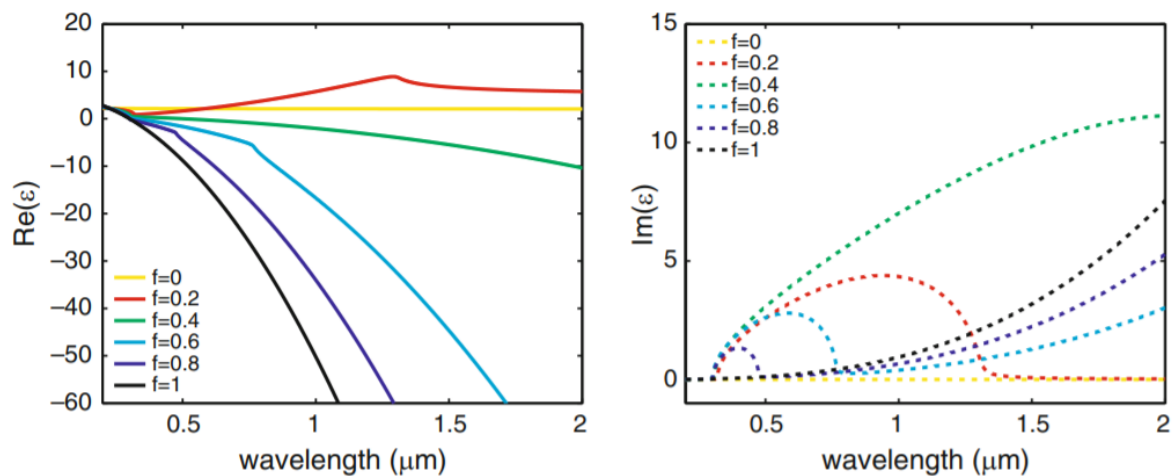 20
10
0
−10
−20
−30
−40
−50
−60
Re(ε)
f=0
f=0.2
f=0.4
f=0.6
f=0.8
f=1
0.5
1
1.5
2
wavelength (μm)
15
10
5
0
Im(ε)
f=0
f=0.2
f=0.4
f=0.6
f=0.8
f=1
0.5
1
1.5
2
wavelength (μm)